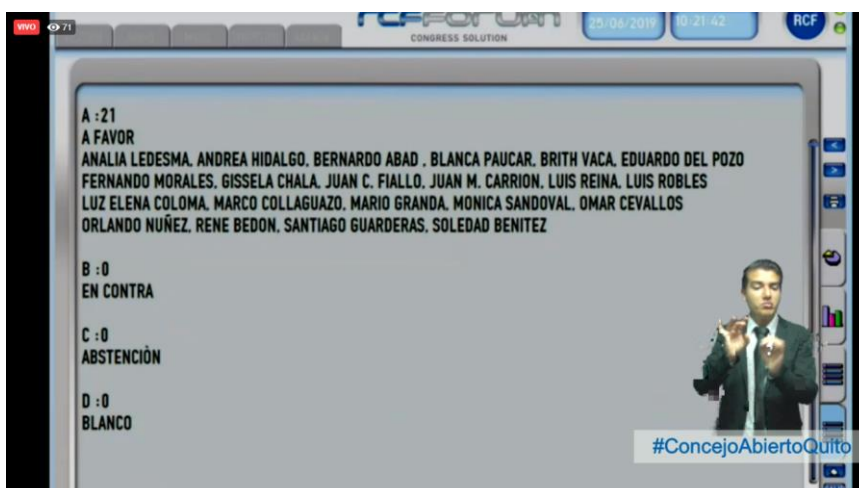 VIVO 71
RCF FORUM
CONGRESS SOLUTION
25/06/2019
10:21:42
RCF
A :21
A FAVOR
ANALIA LEDESMA, ANDREA HIDALGO, BERNARDO ABAD , BLANCA PAUCAR, BRITH VACA, EDUARDO DEL POZO
FERNANDO MORALES, GISSELA CHALA, JUAN C. FIALLO, JUAN M. CARRION, LUIS REINA, LUIS ROBLES
LUZ ELENA COLOMA, MARCO COLLAGUAZO, MARIO GRANDA, MONICA SANDOVAL, OMAR CEVALLOS
ORLANDO NUÑEZ, RENE BEDON, SANTIAGO GUARDERAS, SOLEDAD BENITEZ
B :0
EN CONTRA
C :0
ABSTENCIÒN
D :0
BLANCO
#ConcejoAbiertoQuito